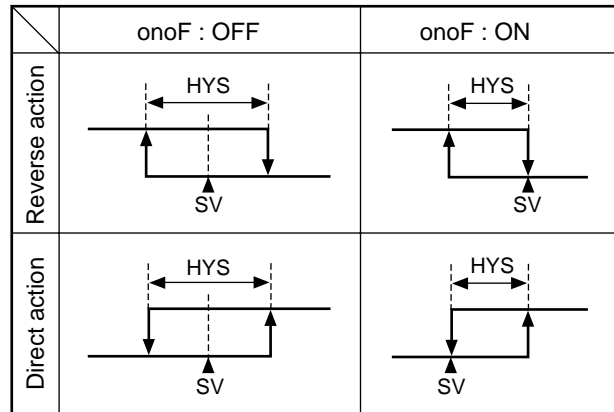 onoF : OFF
onoF : ON
Reverse action
HYS
SV
HYS
SV
Direct action
HYS
SV
HYS
SV